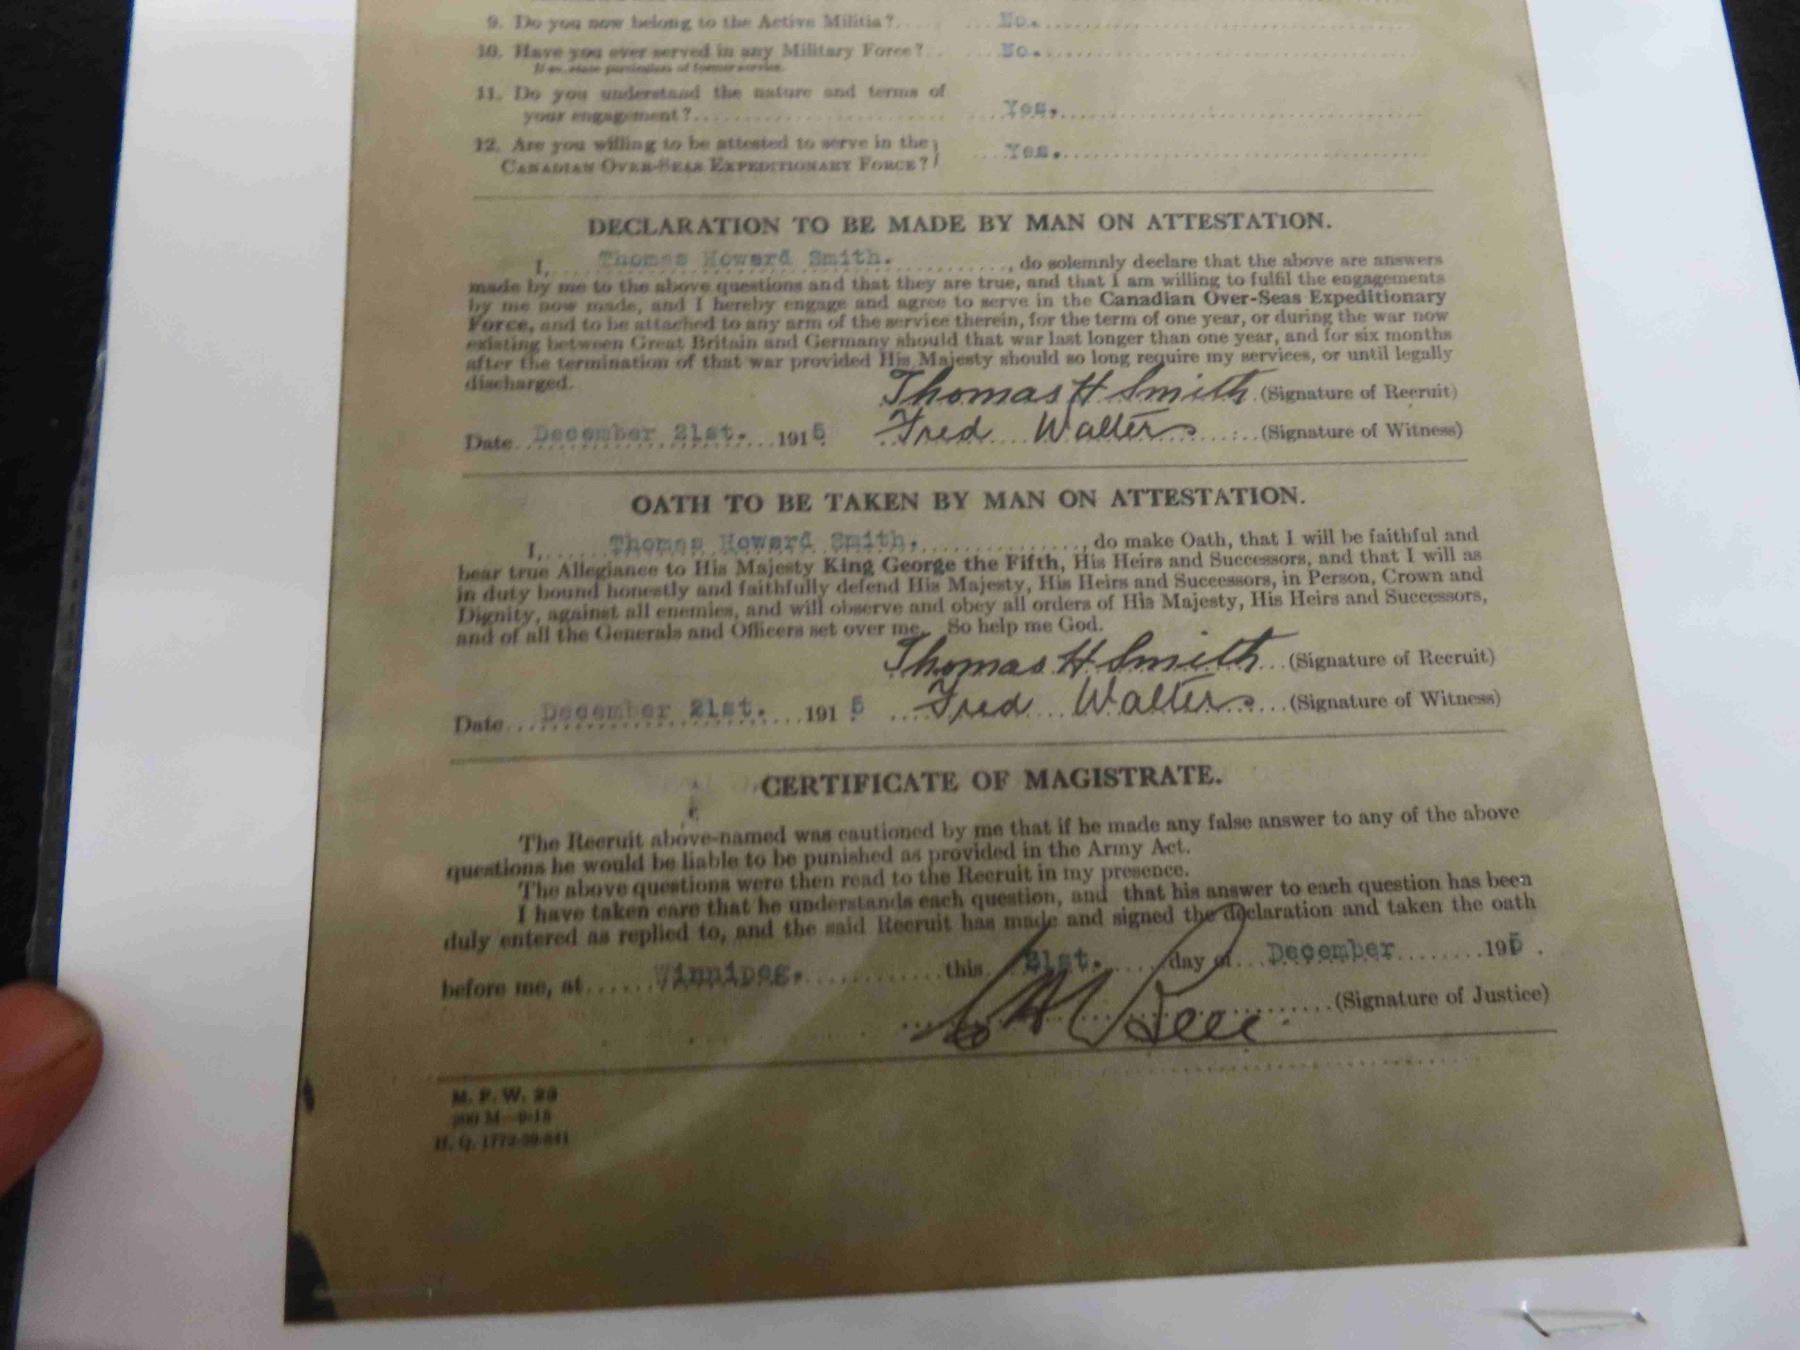 9. Do you now belong to the Active Militia?.... ...No.
10. Have you ever served in any Military Force?.. ...No.
If so, state particulars of former service.
11. Do you understand the nature and terms of
your engagement?.... ...Yes.
12. Are you willing to be attested to serve in the
CANADIAN OVER-SEAS EXPEDITIONARY FORCE? ...Yes.
DECLARATION TO BE MADE BY MAN ON ATTESTATION.
I, Thomas Howard Smith. , do solemnly declare that the above are answers
made by me to the above questions and that they are true, and that I am willing to fulfil the engagements
by me now made, and I hereby engage and agree to serve in the Canadian Over-Seas Expeditionary
Force, and to be attached to any arm of the service therein, for the term of one year, or during the war now
existing between Great Britain and Germany should that war last longer than one year, and for six months
after the termination of that war provided His Majesty should so long require my services, or until legally
discharged.
Thomas H Smith (Signature of Recruit)
Date December 21st. 1915 Fred Walters (Signature of Witness)
OATH TO BE TAKEN BY MAN ON ATTESTATION.
I, Thomas Howard Smith. , do make Oath, that I will be faithful and
bear true Allegiance to His Majesty King George the Fifth, His Heirs and Successors, and that I will as
in duty bound honestly and faithfully defend His Majesty, His Heirs and Successors, in Person, Crown and
Dignity, against all enemies, and will observe and obey all orders of His Majesty, His Heirs and Successors,
and of all the Generals and Officers set over me. So help me God.
Thomas H Smith (Signature of Recruit)
Date December 21st. 1915 Fred Walters (Signature of Witness)
CERTIFICATE OF MAGISTRATE.
The Recruit above-named was cautioned by me that if he made any false answer to any of the above
questions he would be liable to be punished as provided in the Army Act.
The above questions were then read to the Recruit in my presence.
I have taken care that he understands each question, and that his answer to each question has been
duly entered as replied to, and the said Recruit has made and signed the declaration and taken the oath
before me, at Winnipeg. this 21st. day of December 195.
(Signature of Justice)
M. F. W. 23
200 M—9-15
H. Q. 1772-39-841